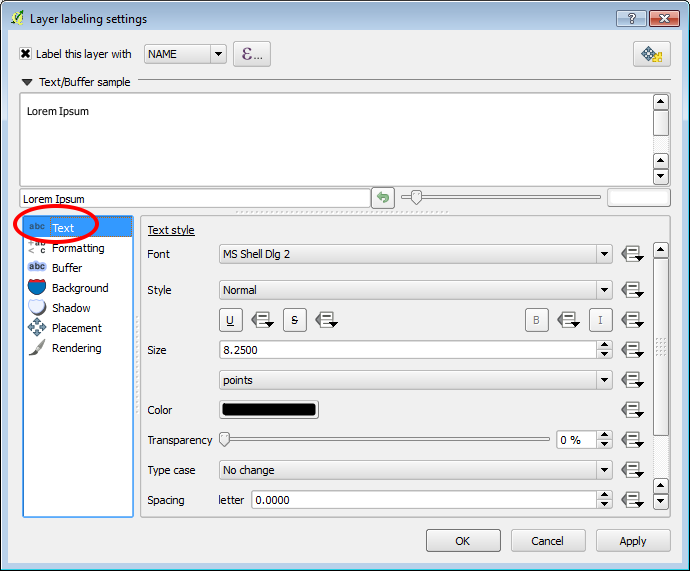 Layer labeling settings
?
Label this layer with NAME ε...
Text/Buffer sample
Lorem Ipsum
Lorem Ipsum
abc Text
+ab < c Formatting
abc Buffer
Background
Shadow
Placement
Rendering
Text style
Font MS Shell Dlg 2
Style Normal
U S B I
Size 8.2500
points
Color
Transparency 0 %
Type case No change
Spacing letter 0.0000
OK Cancel Apply